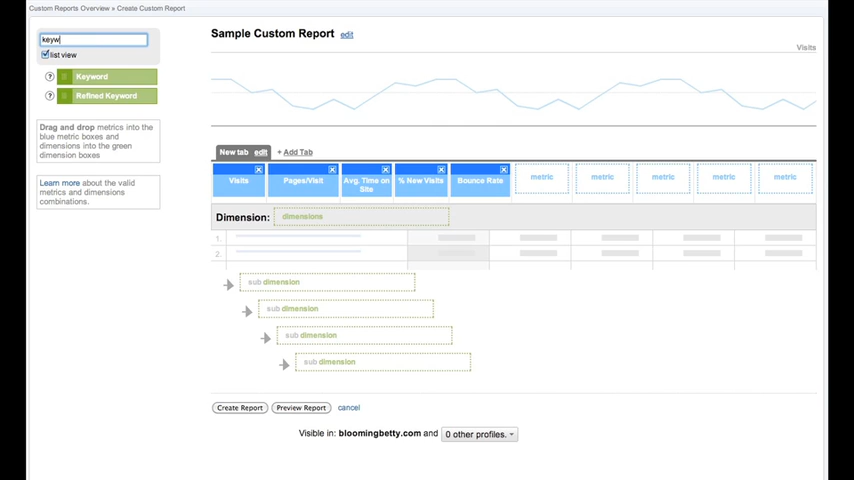 Custom Reports Overview » Create Custom Report
keyw
list view
? Keyword
? Refined Keyword
Drag and drop metrics into the
blue metric boxes and
dimensions into the green
dimension boxes
Learn more about the valid
metrics and dimensions
combinations.
Sample Custom Report edit
Visits
New tab edit + Add Tab
Visits
Pages/Visit
Avg. Time on
Site
% New Visits
Bounce Rate
metric
metric
metric
metric
metric
Dimension: dimensions
1.
2.
sub dimension
sub dimension
sub dimension
sub dimension
Create Report Preview Report cancel
Visible in: bloomingbetty.com and 0 other profiles.